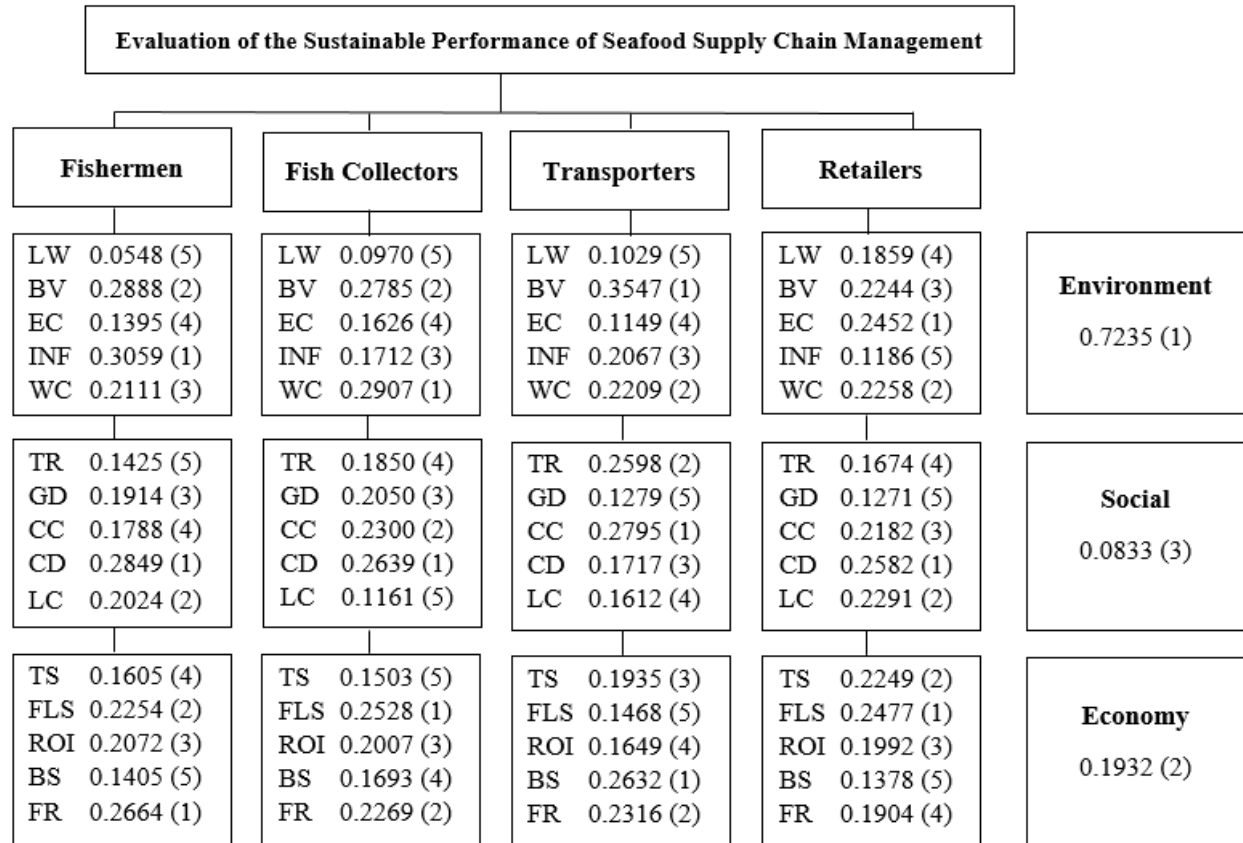 Evaluation of the Sustainable Performance of Seafood Supply Chain Management
Fishermen
Fish Collectors
Transporters
Retailers
LW 0.0548 (5)
BV 0.2888 (2)
EC 0.1395 (4)
INF 0.3059 (1)
WC 0.2111 (3)
LW 0.0970 (5)
BV 0.2785 (2)
EC 0.1626 (4)
INF 0.1712 (3)
WC 0.2907 (1)
LW 0.1029 (5)
BV 0.3547 (1)
EC 0.1149 (4)
INF 0.2067 (3)
WC 0.2209 (2)
LW 0.1859 (4)
BV 0.2244 (3)
EC 0.2452 (1)
INF 0.1186 (5)
WC 0.2258 (2)
Environment
0.7235 (1)
TR 0.1425 (5)
GD 0.1914 (3)
CC 0.1788 (4)
CD 0.2849 (1)
LC 0.2024 (2)
TR 0.1850 (4)
GD 0.2050 (3)
CC 0.2300 (2)
CD 0.2639 (1)
LC 0.1161 (5)
TR 0.2598 (2)
GD 0.1279 (5)
CC 0.2795 (1)
CD 0.1717 (3)
LC 0.1612 (4)
TR 0.1674 (4)
GD 0.1271 (5)
CC 0.2182 (3)
CD 0.2582 (1)
LC 0.2291 (2)
Social
0.0833 (3)
TS 0.1605 (4)
FLS 0.2254 (2)
ROI 0.2072 (3)
BS 0.1405 (5)
FR 0.2664 (1)
TS 0.1503 (5)
FLS 0.2528 (1)
ROI 0.2007 (3)
BS 0.1693 (4)
FR 0.2269 (2)
TS 0.1935 (3)
FLS 0.1468 (5)
ROI 0.1649 (4)
BS 0.2632 (1)
FR 0.2316 (2)
TS 0.2249 (2)
FLS 0.2477 (1)
ROI 0.1992 (3)
BS 0.1378 (5)
FR 0.1904 (4)
Economy
0.1932 (2)